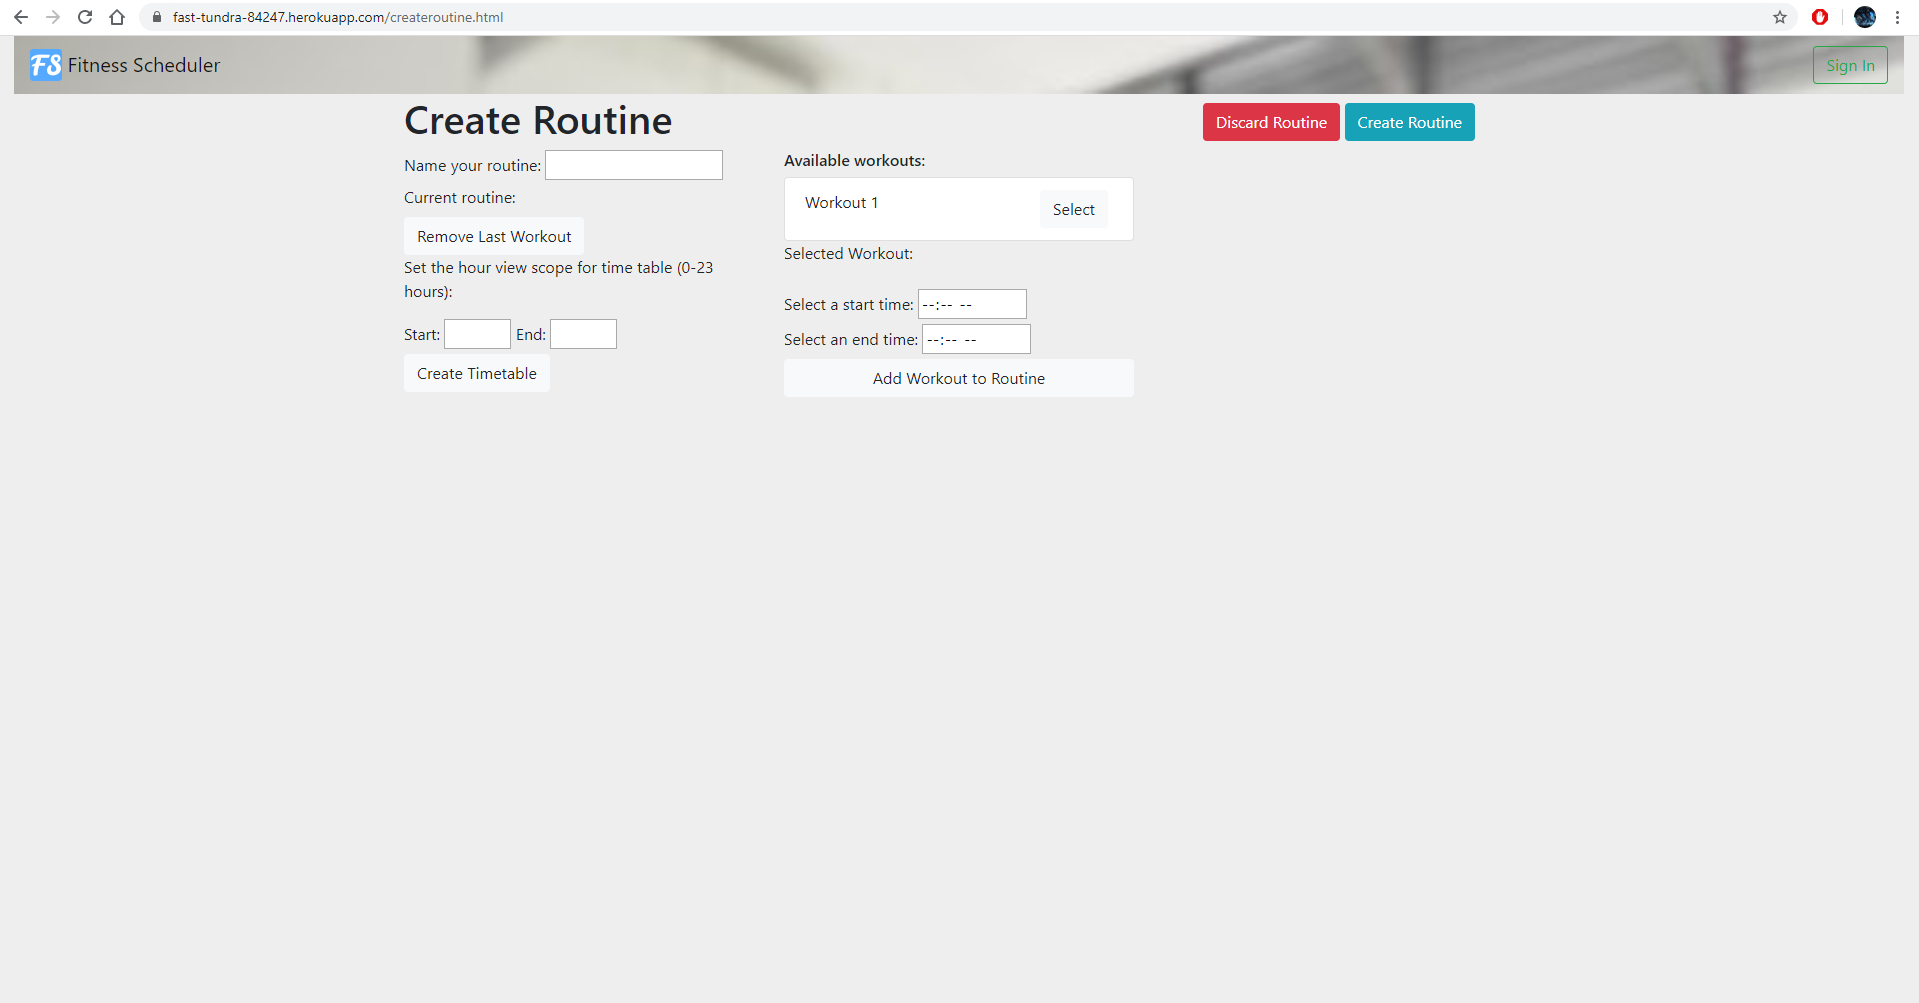 fast-tundra-84247.herokuapp.com/createroutine.html
FS Fitness Scheduler
Sign In
Create Routine
Discard Routine
Create Routine
Name your routine:
Current routine:
Remove Last Workout
Set the hour view scope for time table (0-23
hours):
Start:
End:
Create Timetable
Available workouts:
Workout 1
Select
Selected Workout:
Select a start time: --:-- --
Select an end time: --:-- --
Add Workout to Routine